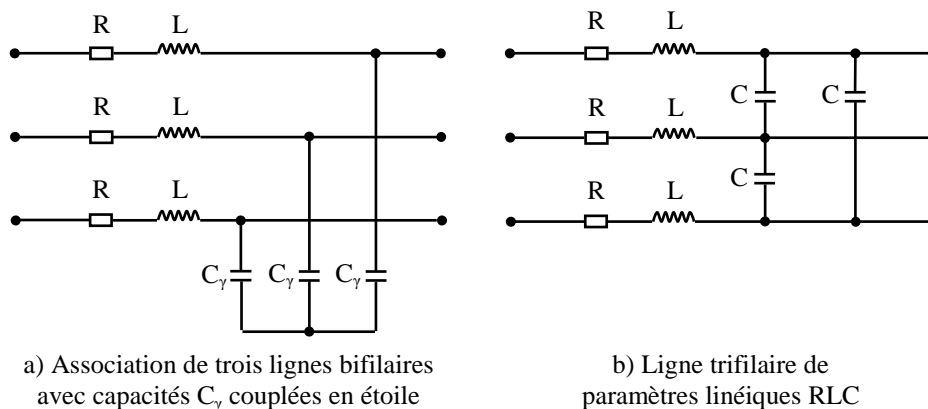 R L
R L
R L
Cγ Cγ Cγ
a) Association de trois lignes bifilaires
avec capacités Cγ couplées en étoile
R L
C C
R L
C
R L
b) Ligne trifilaire de
paramètres linéiques RLC